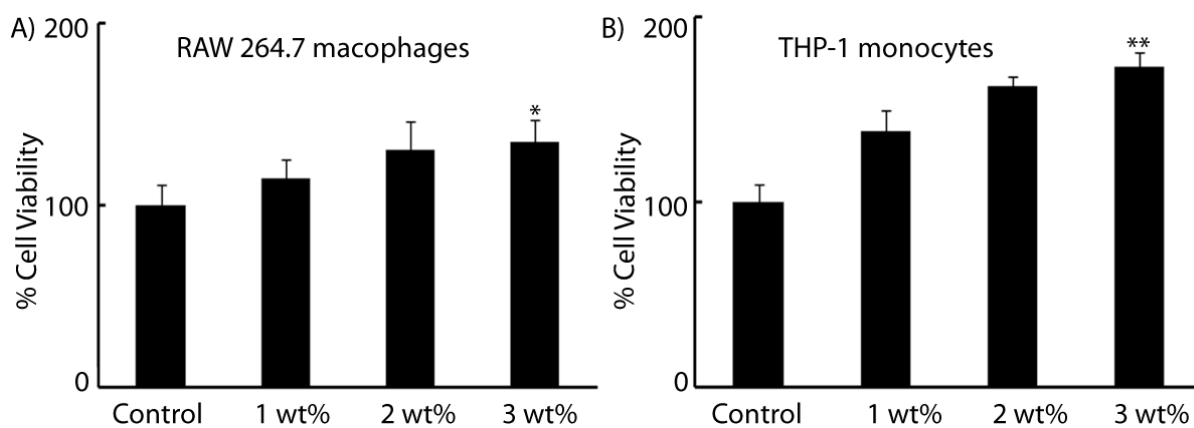 A)
RAW 264.7 macophages
% Cell Viability
200
100
0
*
Control 1 wt% 2 wt% 3 wt%
B)
THP-1 monocytes
% Cell Viability
200
100
0
**
Control 1 wt% 2 wt% 3 wt%